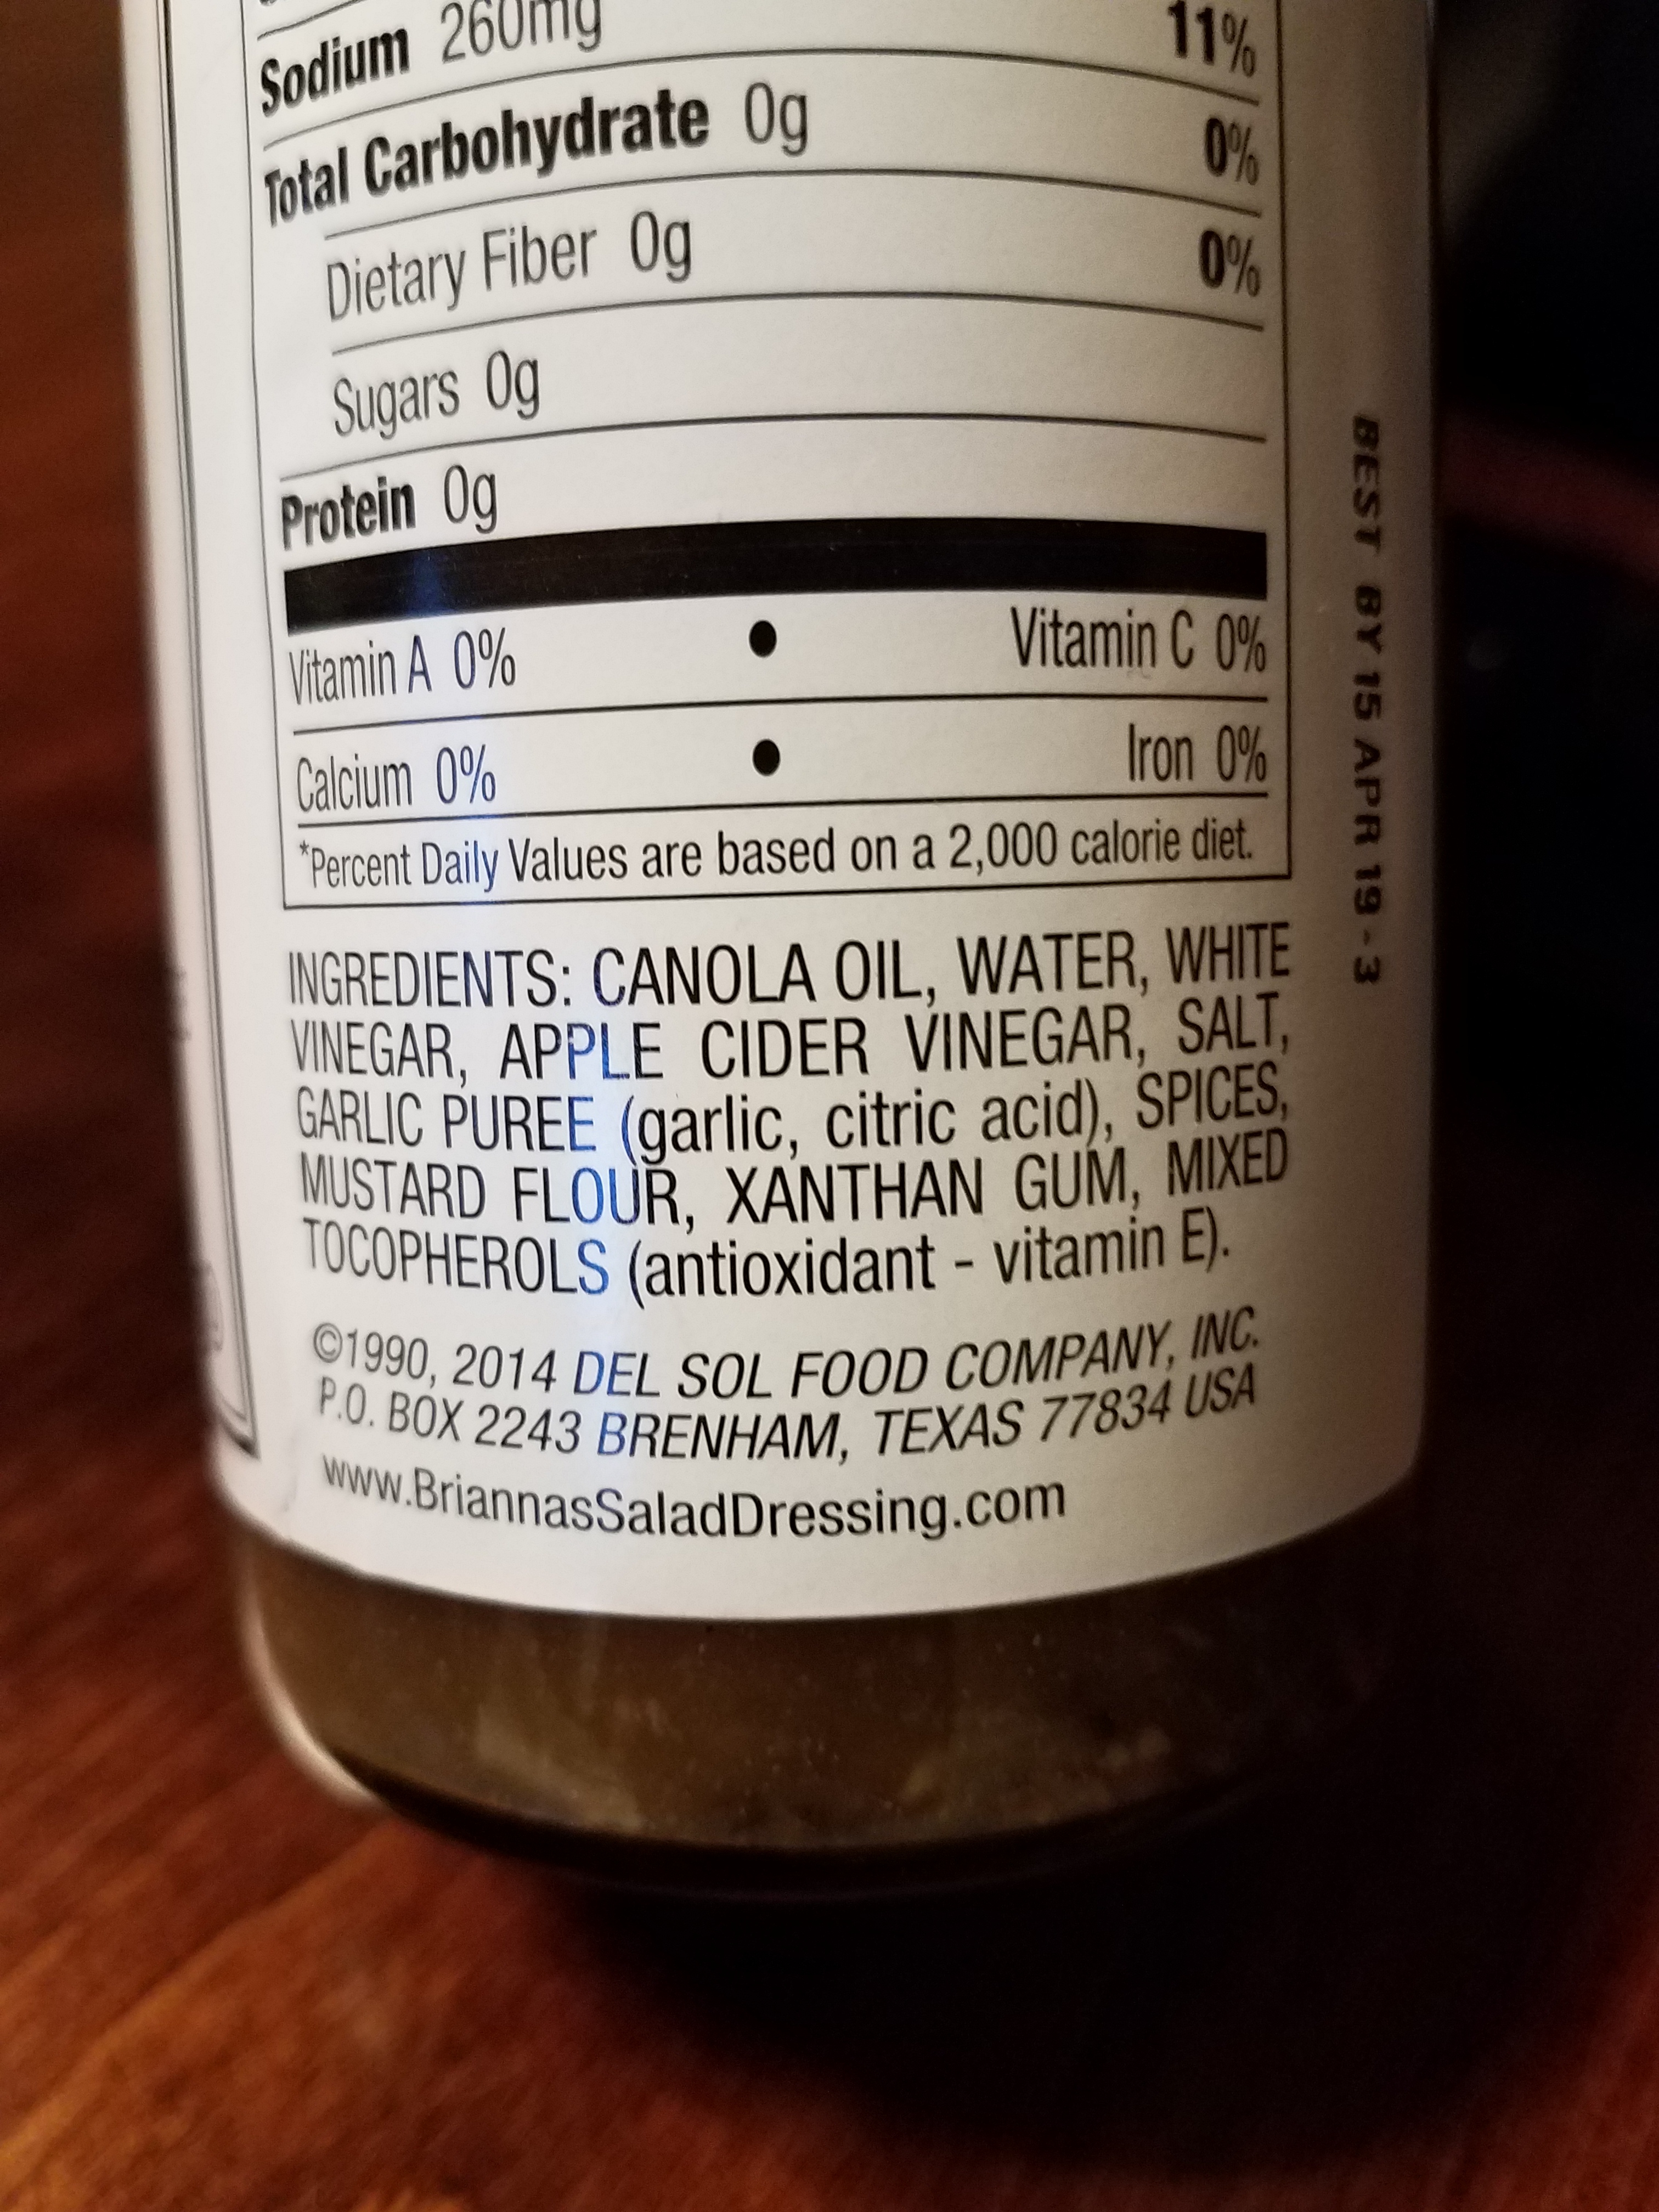 Sodium 260mg 11%
Total Carbohydrate 0g 0%
Dietary Fiber 0g 0%
Sugars 0g
Protein 0g
Vitamin A 0% • Vitamin C 0%
Calcium 0% • Iron 0%
*Percent Daily Values are based on a 2,000 calorie diet.
INGREDIENTS: CANOLA OIL, WATER, WHITE
VINEGAR, APPLE CIDER VINEGAR, SALT,
GARLIC PUREE (garlic, citric acid), SPICES,
MUSTARD FLOUR, XANTHAN GUM, MIXED
TOCOPHEROLS (antioxidant - vitamin E).
©1990, 2014 DEL SOL FOOD COMPANY, INC.
P.O. BOX 2243 BRENHAM, TEXAS 77834 USA
www.BriannasSaladDressing.com
BEST BY 15 APR 19 - 3